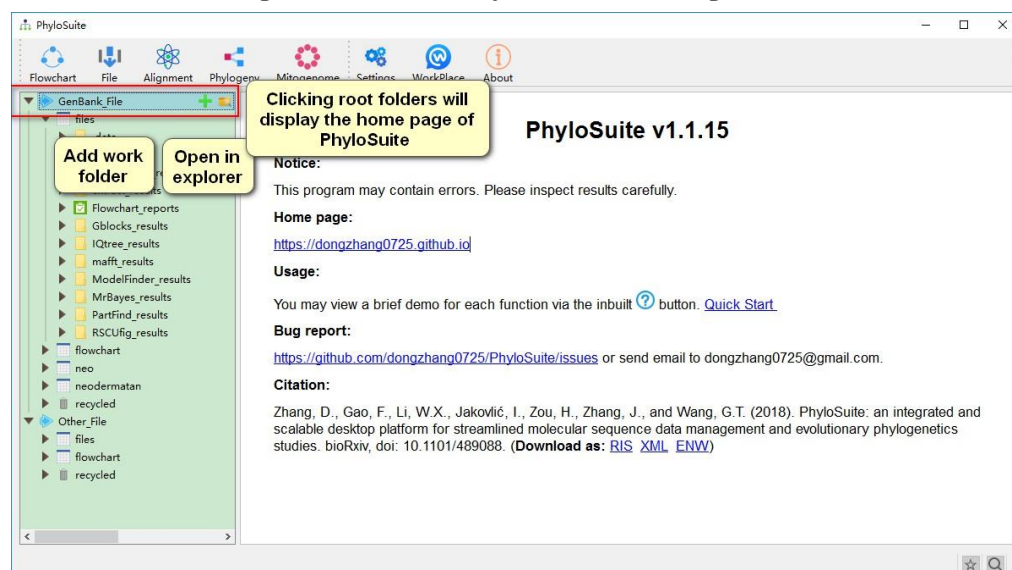 PhyloSuite
Flowchart File Alignment Phylogeny Mitogenome Settings WorkPlace About
GenBank_File
files
Clicking root folders will
display the home page of
PhyloSuite
Add work
folder
Open in
explorer
Flowchart_reports
Gblocks_results
IQtree_results
mafft_results
ModelFinder_results
MrBayes_results
PartFind_results
RSCUfig_results
flowchart
neo
neodermatan
recycled
Other_File
files
flowchart
recycled
PhyloSuite v1.1.15
Notice:
This program may contain errors. Please inspect results carefully.
Home page:
https://dongzhang0725.github.io
Usage:
You may view a brief demo for each function via the inbuilt ? button. Quick Start
Bug report:
https://github.com/dongzhang0725/PhyloSuite/issues or send email to dongzhang0725@gmail.com.
Citation:
Zhang, D., Gao, F., Li, W.X., Jakovlić, I., Zou, H., Zhang, J., and Wang, G.T. (2018). PhyloSuite: an integrated and
scalable desktop platform for streamlined molecular sequence data management and evolutionary phylogenetics
studies. bioRxiv, doi: 10.1101/489088. (Download as: RIS XML ENW)